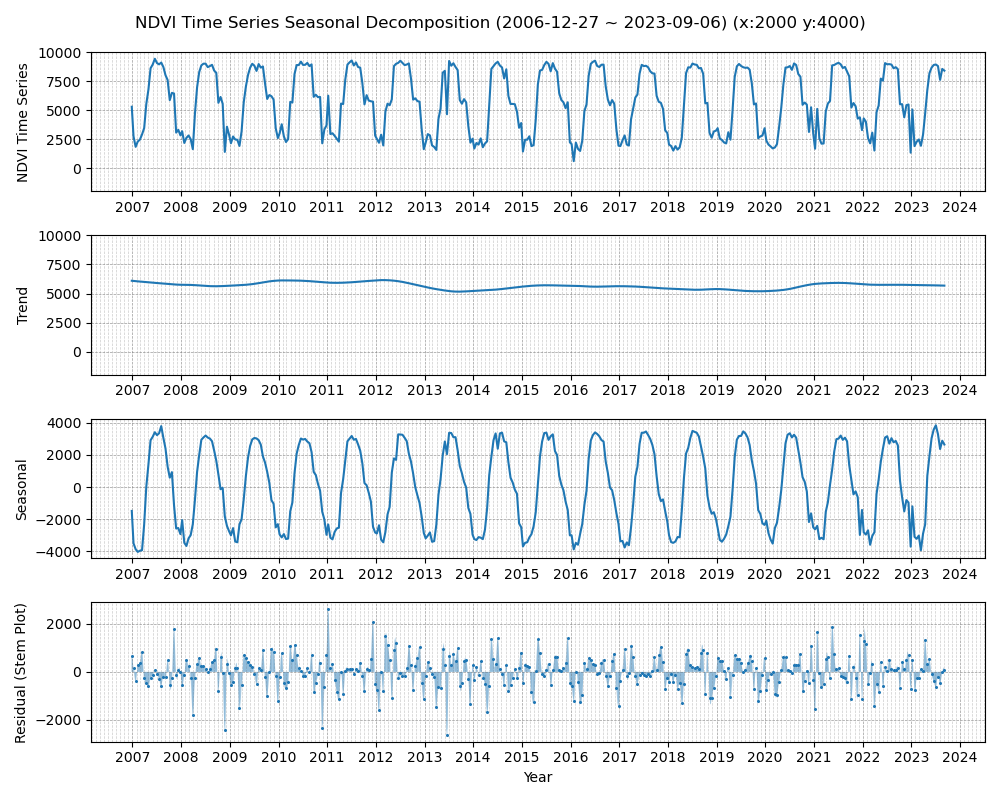 NDVI Time Series Seasonal Decomposition (2006-12-27 ~ 2023-09-06) (x:2000 y:4000)
NDVI Time Series
10000
7500
5000
2500
0
2007 2008 2009 2010 2011 2012 2013 2014 2015 2016 2017 2018 2019 2020 2021 2022 2023 2024
Trend
10000
7500
5000
2500
0
2007 2008 2009 2010 2011 2012 2013 2014 2015 2016 2017 2018 2019 2020 2021 2022 2023 2024
Seasonal
4000
2000
0
−2000
−4000
2007 2008 2009 2010 2011 2012 2013 2014 2015 2016 2017 2018 2019 2020 2021 2022 2023 2024
Residual (Stem Plot)
2000
0
−2000
2007 2008 2009 2010 2011 2012 2013 2014 2015 2016 2017 2018 2019 2020 2021 2022 2023 2024
Year